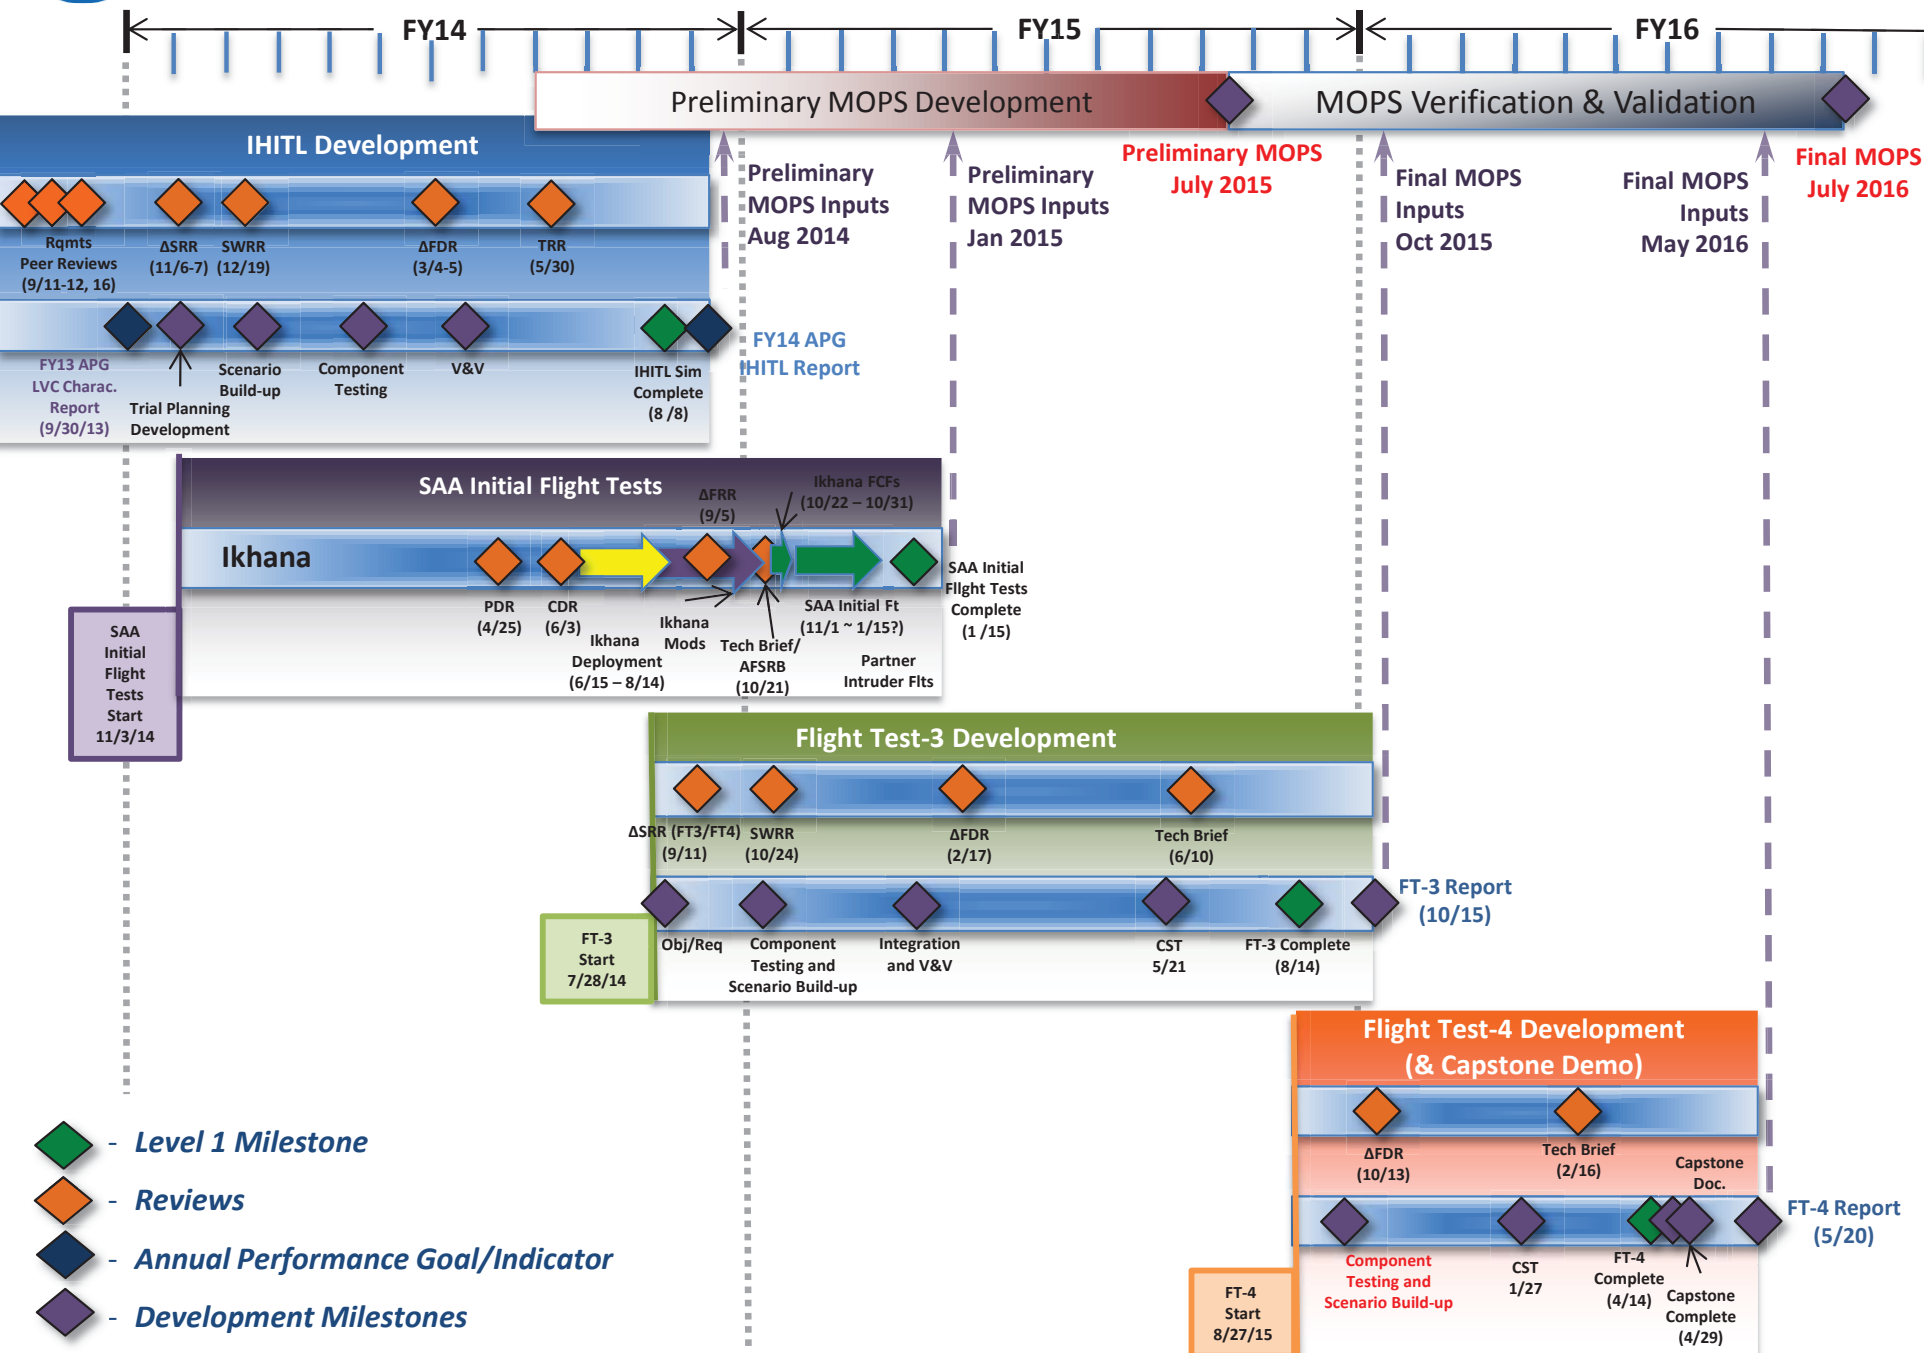 FY14
FY15
FY16
Preliminary MOPS Development
MOPS Verification & Validation
IHITL Development
Rqmts
Peer Reviews
(9/11-12, 16)
ΔSRR
(11/6-7)
SWRR
(12/19)
ΔFDR
(3/4-5)
TRR
(5/30)
Preliminary
MOPS Inputs
Aug 2014
Preliminary
MOPS Inputs
Jan 2015
Preliminary MOPS
July 2015
Final MOPS
Inputs
Oct 2015
Final MOPS
Inputs
May 2016
Final MOPS
July 2016
FY13 APG
LVC Charac.
Report
(9/30/13)
Trial Planning
Development
Scenario
Build-up
Component
Testing
V&V
IHITL Sim
Complete
(8 /8)
FY14 APG
IHITL Report
SAA Initial Flight Tests
ΔFRR
(9/5)
Ikhana FCFs
(10/22 – 10/31)
Ikhana
PDR
(4/25)
CDR
(6/3)
Ikhana
Deployment
(6/15 – 8/14)
Ikhana
Mods
Tech Brief/
AFSRB
(10/21)
SAA Initial Ft
(11/1 ~ 1/15?)
Partner
Intruder Flts
SAA Initial
Flight Tests
Complete
(1 /15)
SAA
Initial
Flight
Tests
Start
11/3/14
Flight Test-3 Development
ΔSRR (FT3/FT4)
(9/11)
SWRR
(10/24)
ΔFDR
(2/17)
Tech Brief
(6/10)
FT-3
Start
7/28/14
Obj/Req
Component
Testing and
Scenario Build-up
Integration
and V&V
CST
5/21
FT-3 Complete
(8/14)
FT-3 Report
(10/15)
Flight Test-4 Development
(& Capstone Demo)
ΔFDR
(10/13)
Tech Brief
(2/16)
Capstone
Doc.
FT-4
Start
8/27/15
Component
Testing and
Scenario Build-up
CST
1/27
FT-4
Complete
(4/14)
Capstone
Complete
(4/29)
FT-4 Report
(5/20)
- Level 1 Milestone
- Reviews
- Annual Performance Goal/Indicator
- Development Milestones